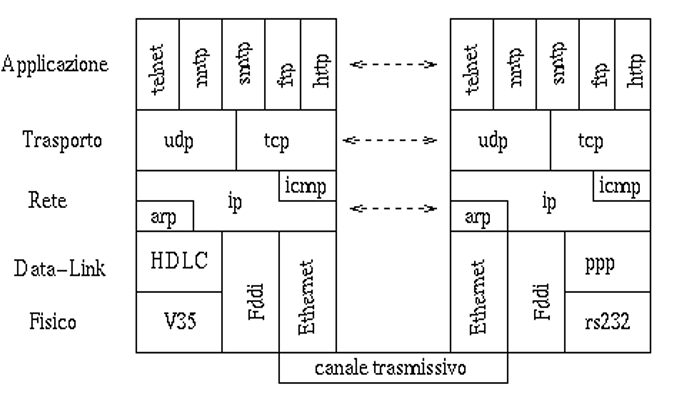 Applicazione telnet nntp smtp ftp http telnet nntp smtp ftp http
Trasporto udp tcp udp tcp
icmp icmp
Rete ip ip
arp arp
Data-Link HDLC Fddi Ethernet Ethernet Fddi ppp
Fisico V35 rs232
canale trasmissivo